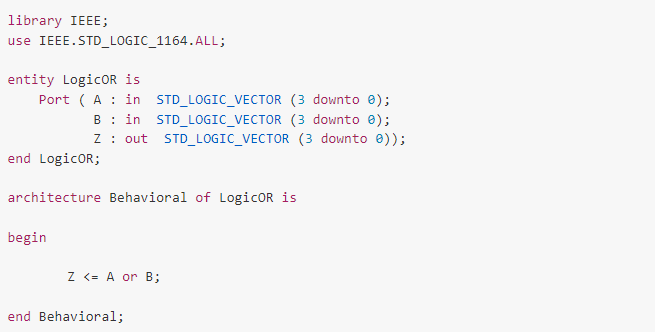 library IEEE;
use IEEE.STD_LOGIC_1164.ALL;
entity LogicOR is
    Port ( A : in  STD_LOGIC_VECTOR (3 downto 0);
           B : in  STD_LOGIC_VECTOR (3 downto 0);
           Z : out  STD_LOGIC_VECTOR (3 downto 0));
end LogicOR;
architecture Behavioral of LogicOR is
begin
        Z <= A or B;
end Behavioral;